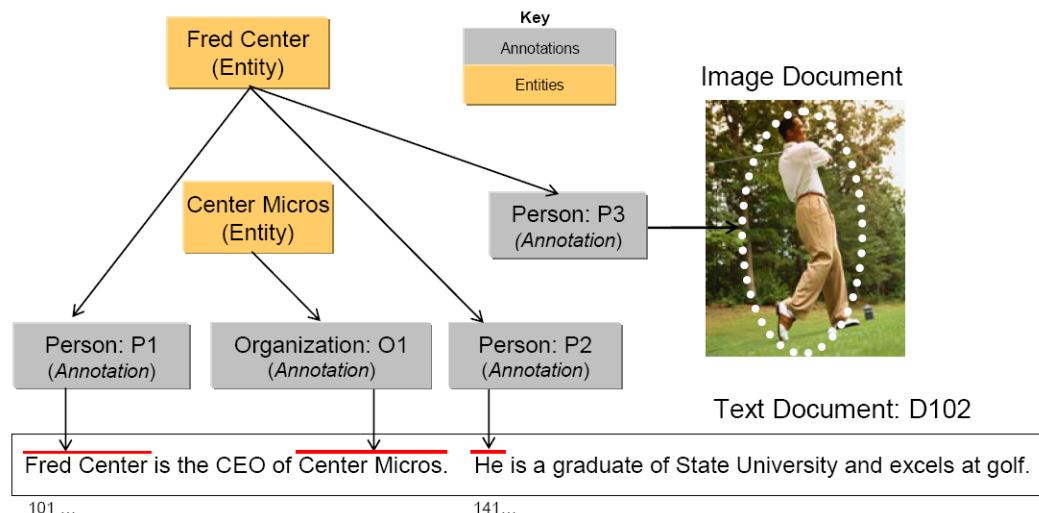 Key
Fred Center
(Entity)
Annotations
Entities
Image Document
Center Micros
(Entity)
Person: P3
(Annotation)
Person: P1
(Annotation)
Organization: O1
(Annotation)
Person: P2
(Annotation)
Text Document: D102
Fred Center is the CEO of Center Micros. He is a graduate of State University and excels at golf.
101 ...
141...